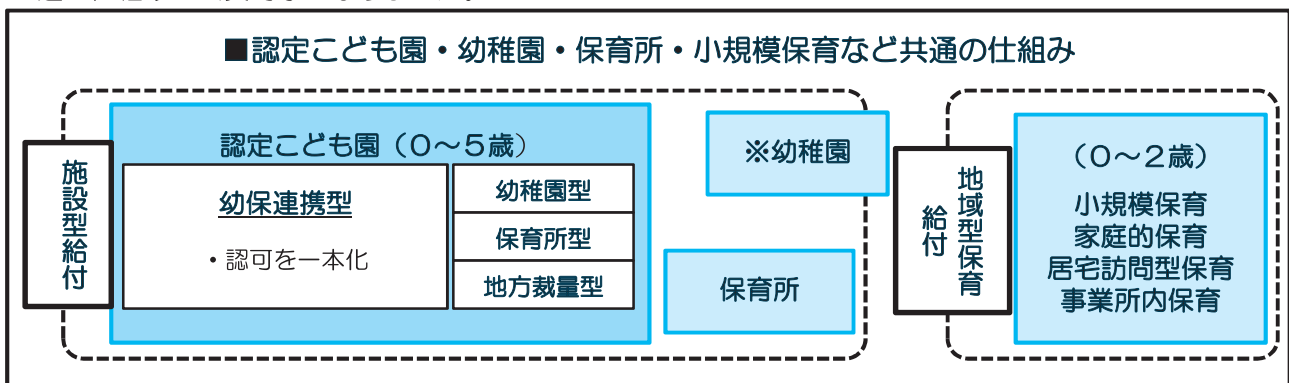 ■認定こども園・幼稚園・保育所・小規模保育など共通の仕組み
施設型給付
認定こども園（０～５歳）
幼保連携型
・認可を一本化
幼稚園型
保育所型
地方裁量型
※幼稚園
保育所
地域型保育
給付
（０～２歳）
小規模保育
家庭的保育
居宅訪問型保育
事業所内保育